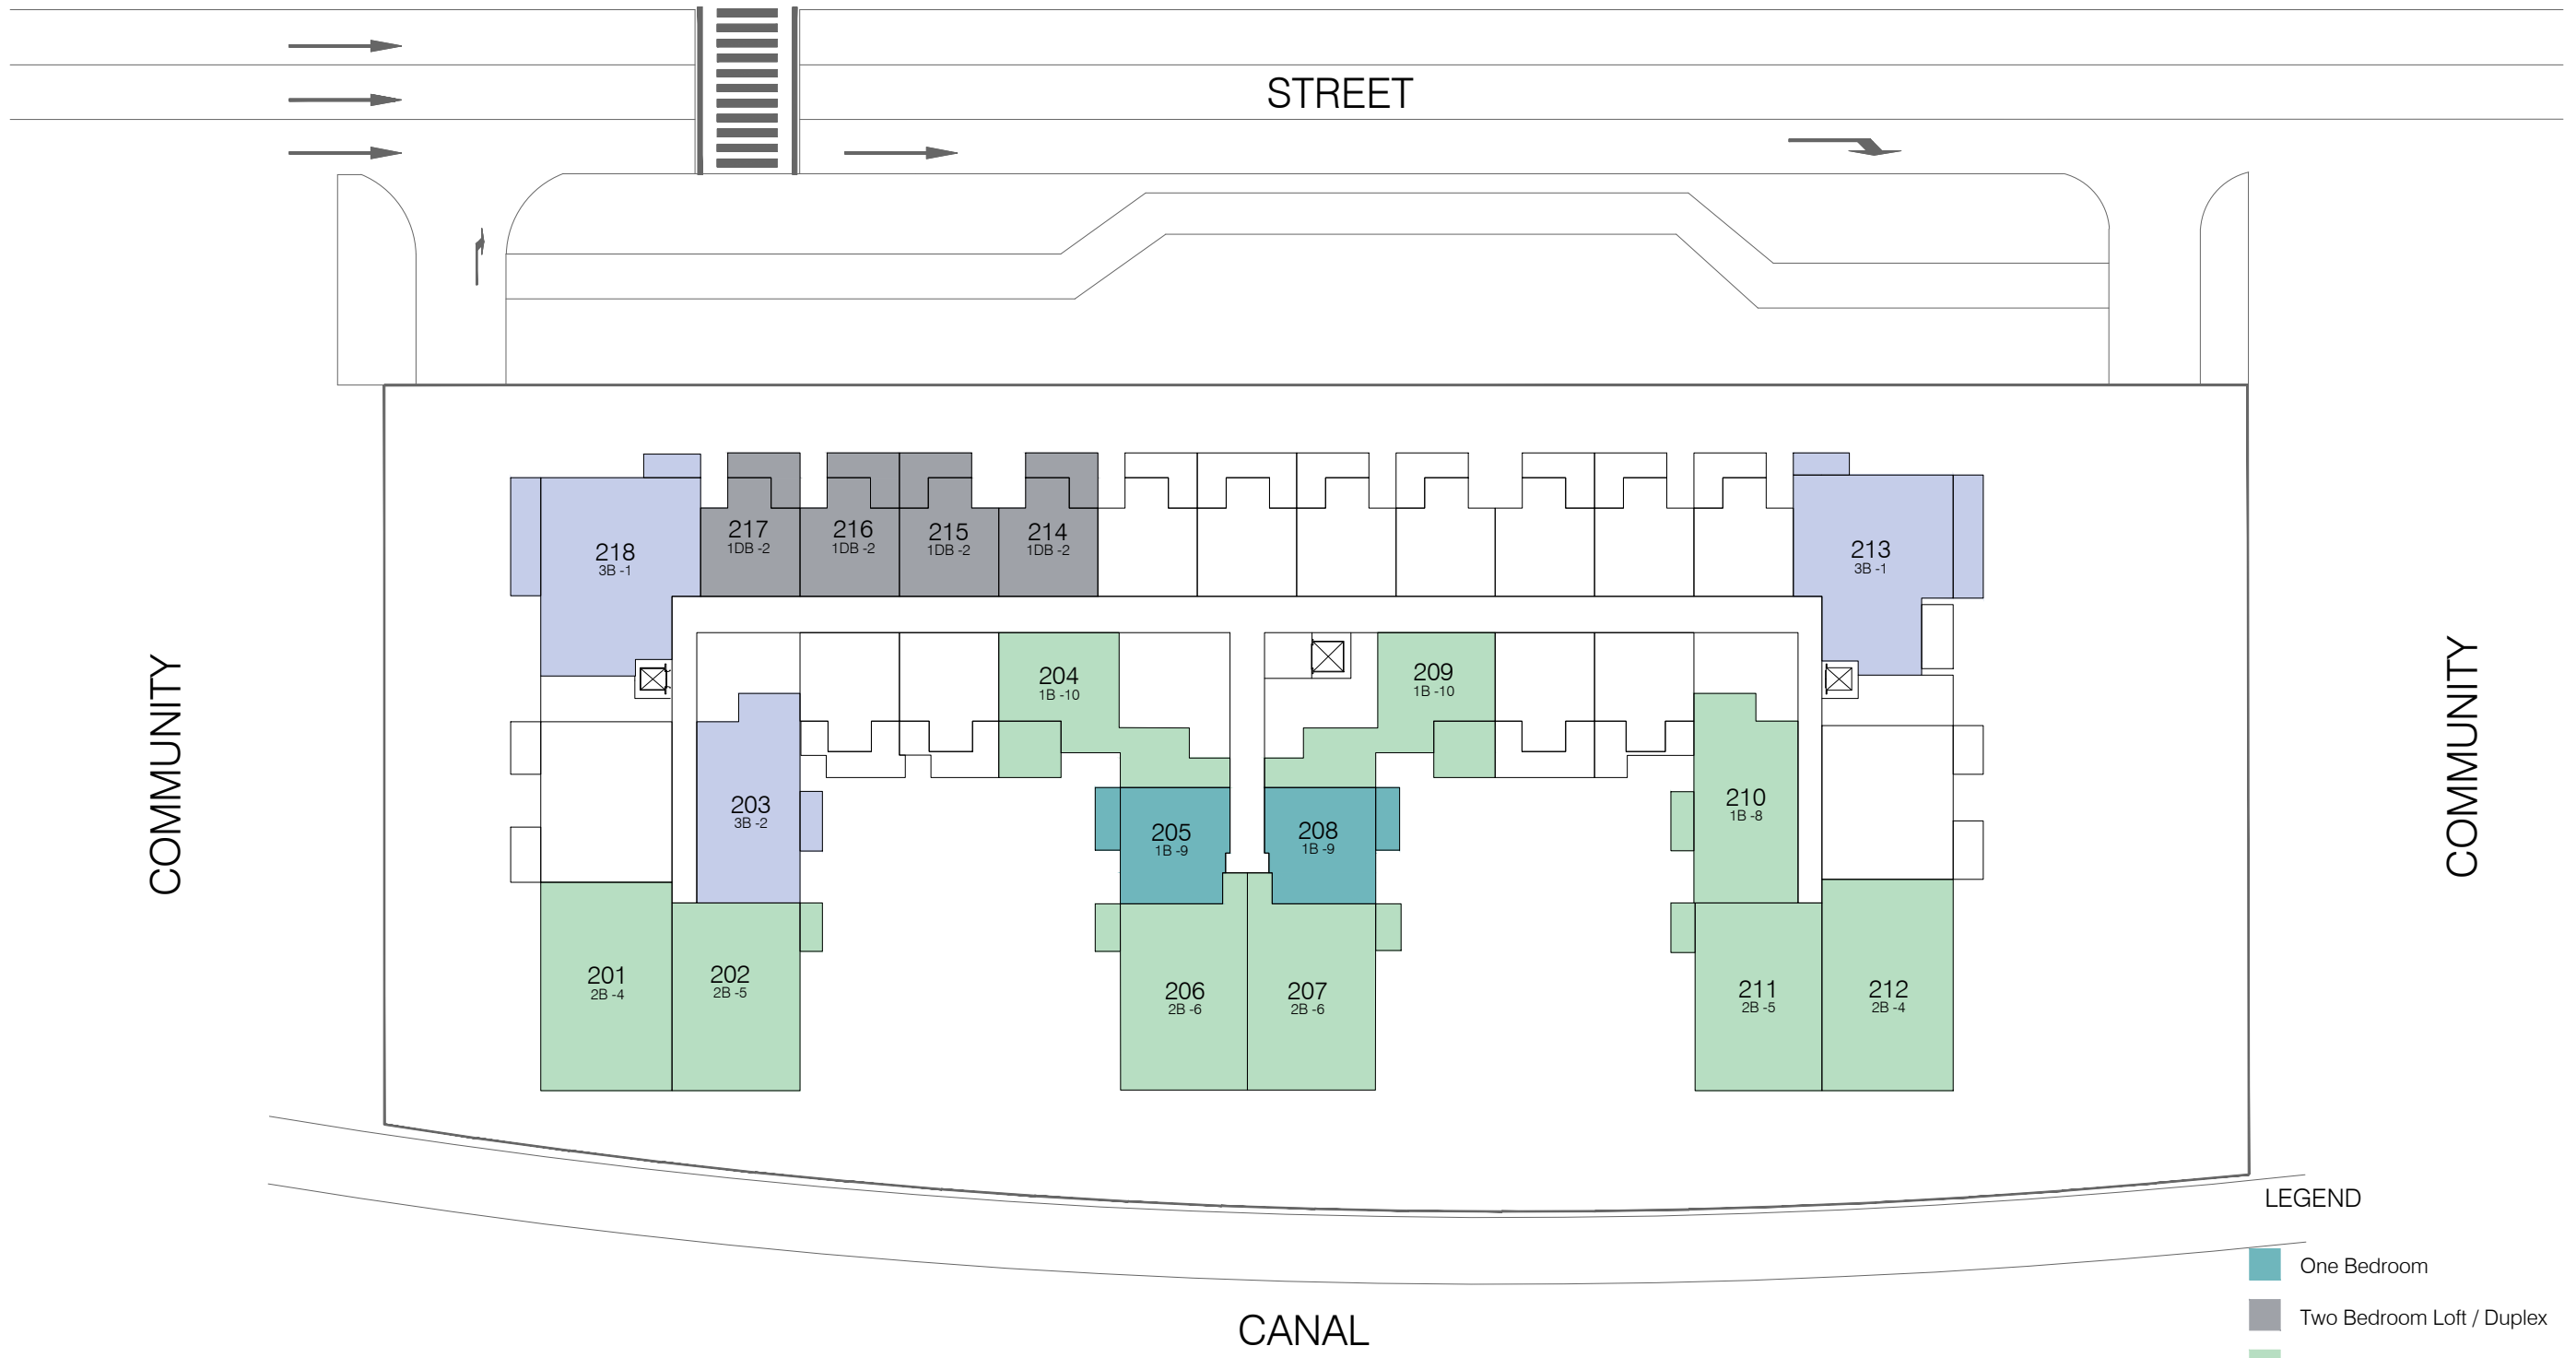 STREET
COMMUNITY
COMMUNITY
218
3B -1
217
1DB -2
216
1DB -2
215
1DB -2
214
1DB -2
213
3B -1
204
1B -10
209
1B -10
203
3B -2
205
1B -9
208
1B -9
210
1B -8
201
2B -4
202
2B -5
206
2B -6
207
2B -6
211
2B -5
212
2B -4
CANAL
LEGEND
One Bedroom
Two Bedroom Loft / Duplex